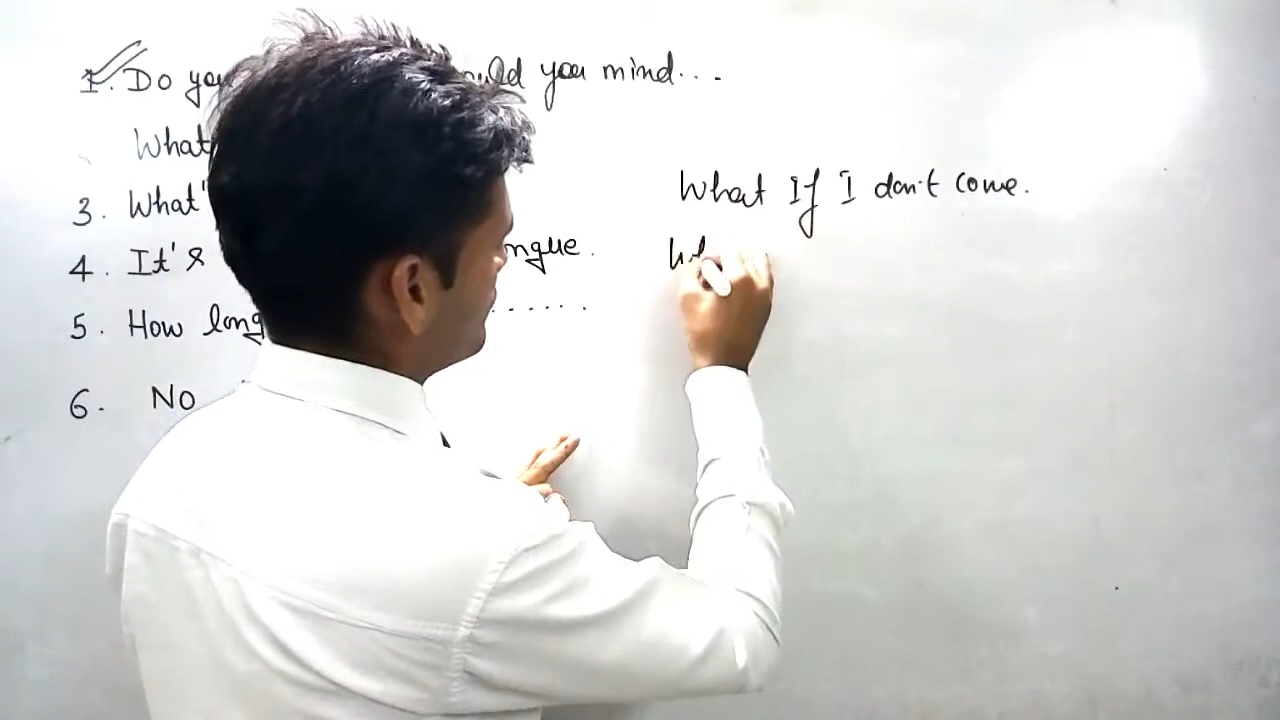 1. Do you ould you mind...
What
3. What'
4. It's ngue.
5. How long ......
6. No
What If I don't come.
Wh